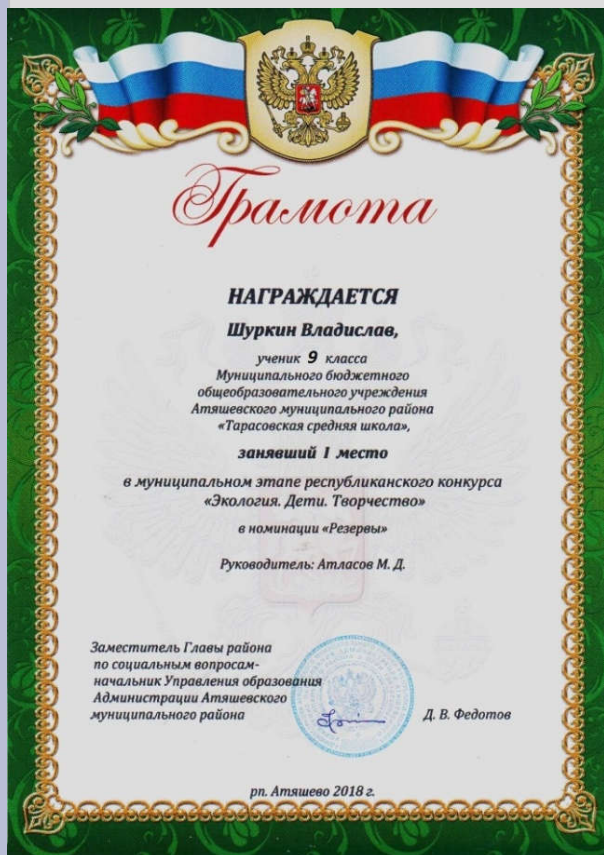 Грамота
НАГРАЖДАЕТСЯ
Шуркин Владислав,
ученик 9 класса
Муниципального бюджетного
общеобразовательного учреждения
Атяшевского муниципального района
«Тарасовская средняя школа»,
занявший I место
в муниципальном этапе республиканского конкурса
«Экология. Дети. Творчество»
в номинации «Резервы»
Руководитель: Атласов М. Д.
Заместитель Главы района
по социальным вопросам-
начальник Управления образования
Администрации Атяшевского
муниципального района
Д. В. Федотов
рп. Атяшево 2018 г.